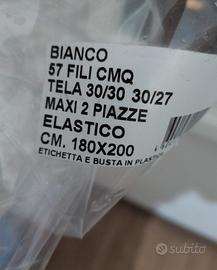 BIANCO
57 FILI CMQ
TELA 30/30 30/27
MAXI 2 PIAZZE
ELASTICO
CM. 180X200
ETICHETTA E BUSTA IN PLASTICA
subito